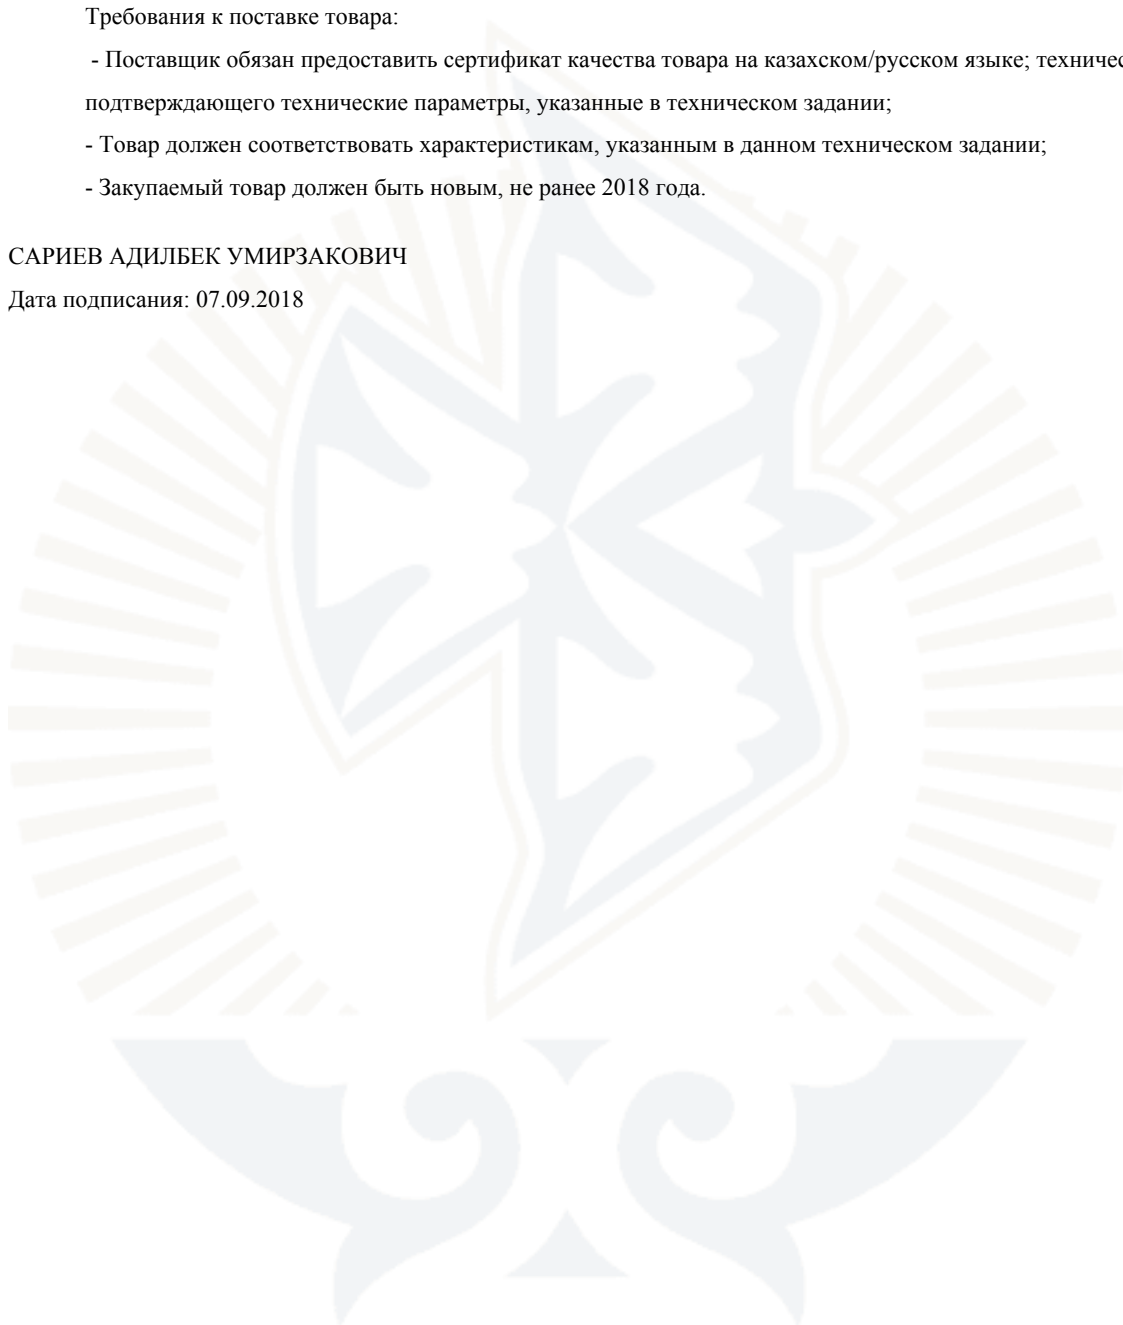 Требования к поставке товара:
- Поставщик обязан предоставить сертификат качества товара на казахском/русском языке;
подтверждающего технические параметры, указанные в техническом задании;
- Товар должен соответствовать характеристикам, указанным в данном техническом задании;
- Закупаемый товар должен быть новым, не ранее 2018 года.
САРИЕВ АДИЛБЕК УМИРЗАКОВИЧ
Дата подписания: 07.09.2018